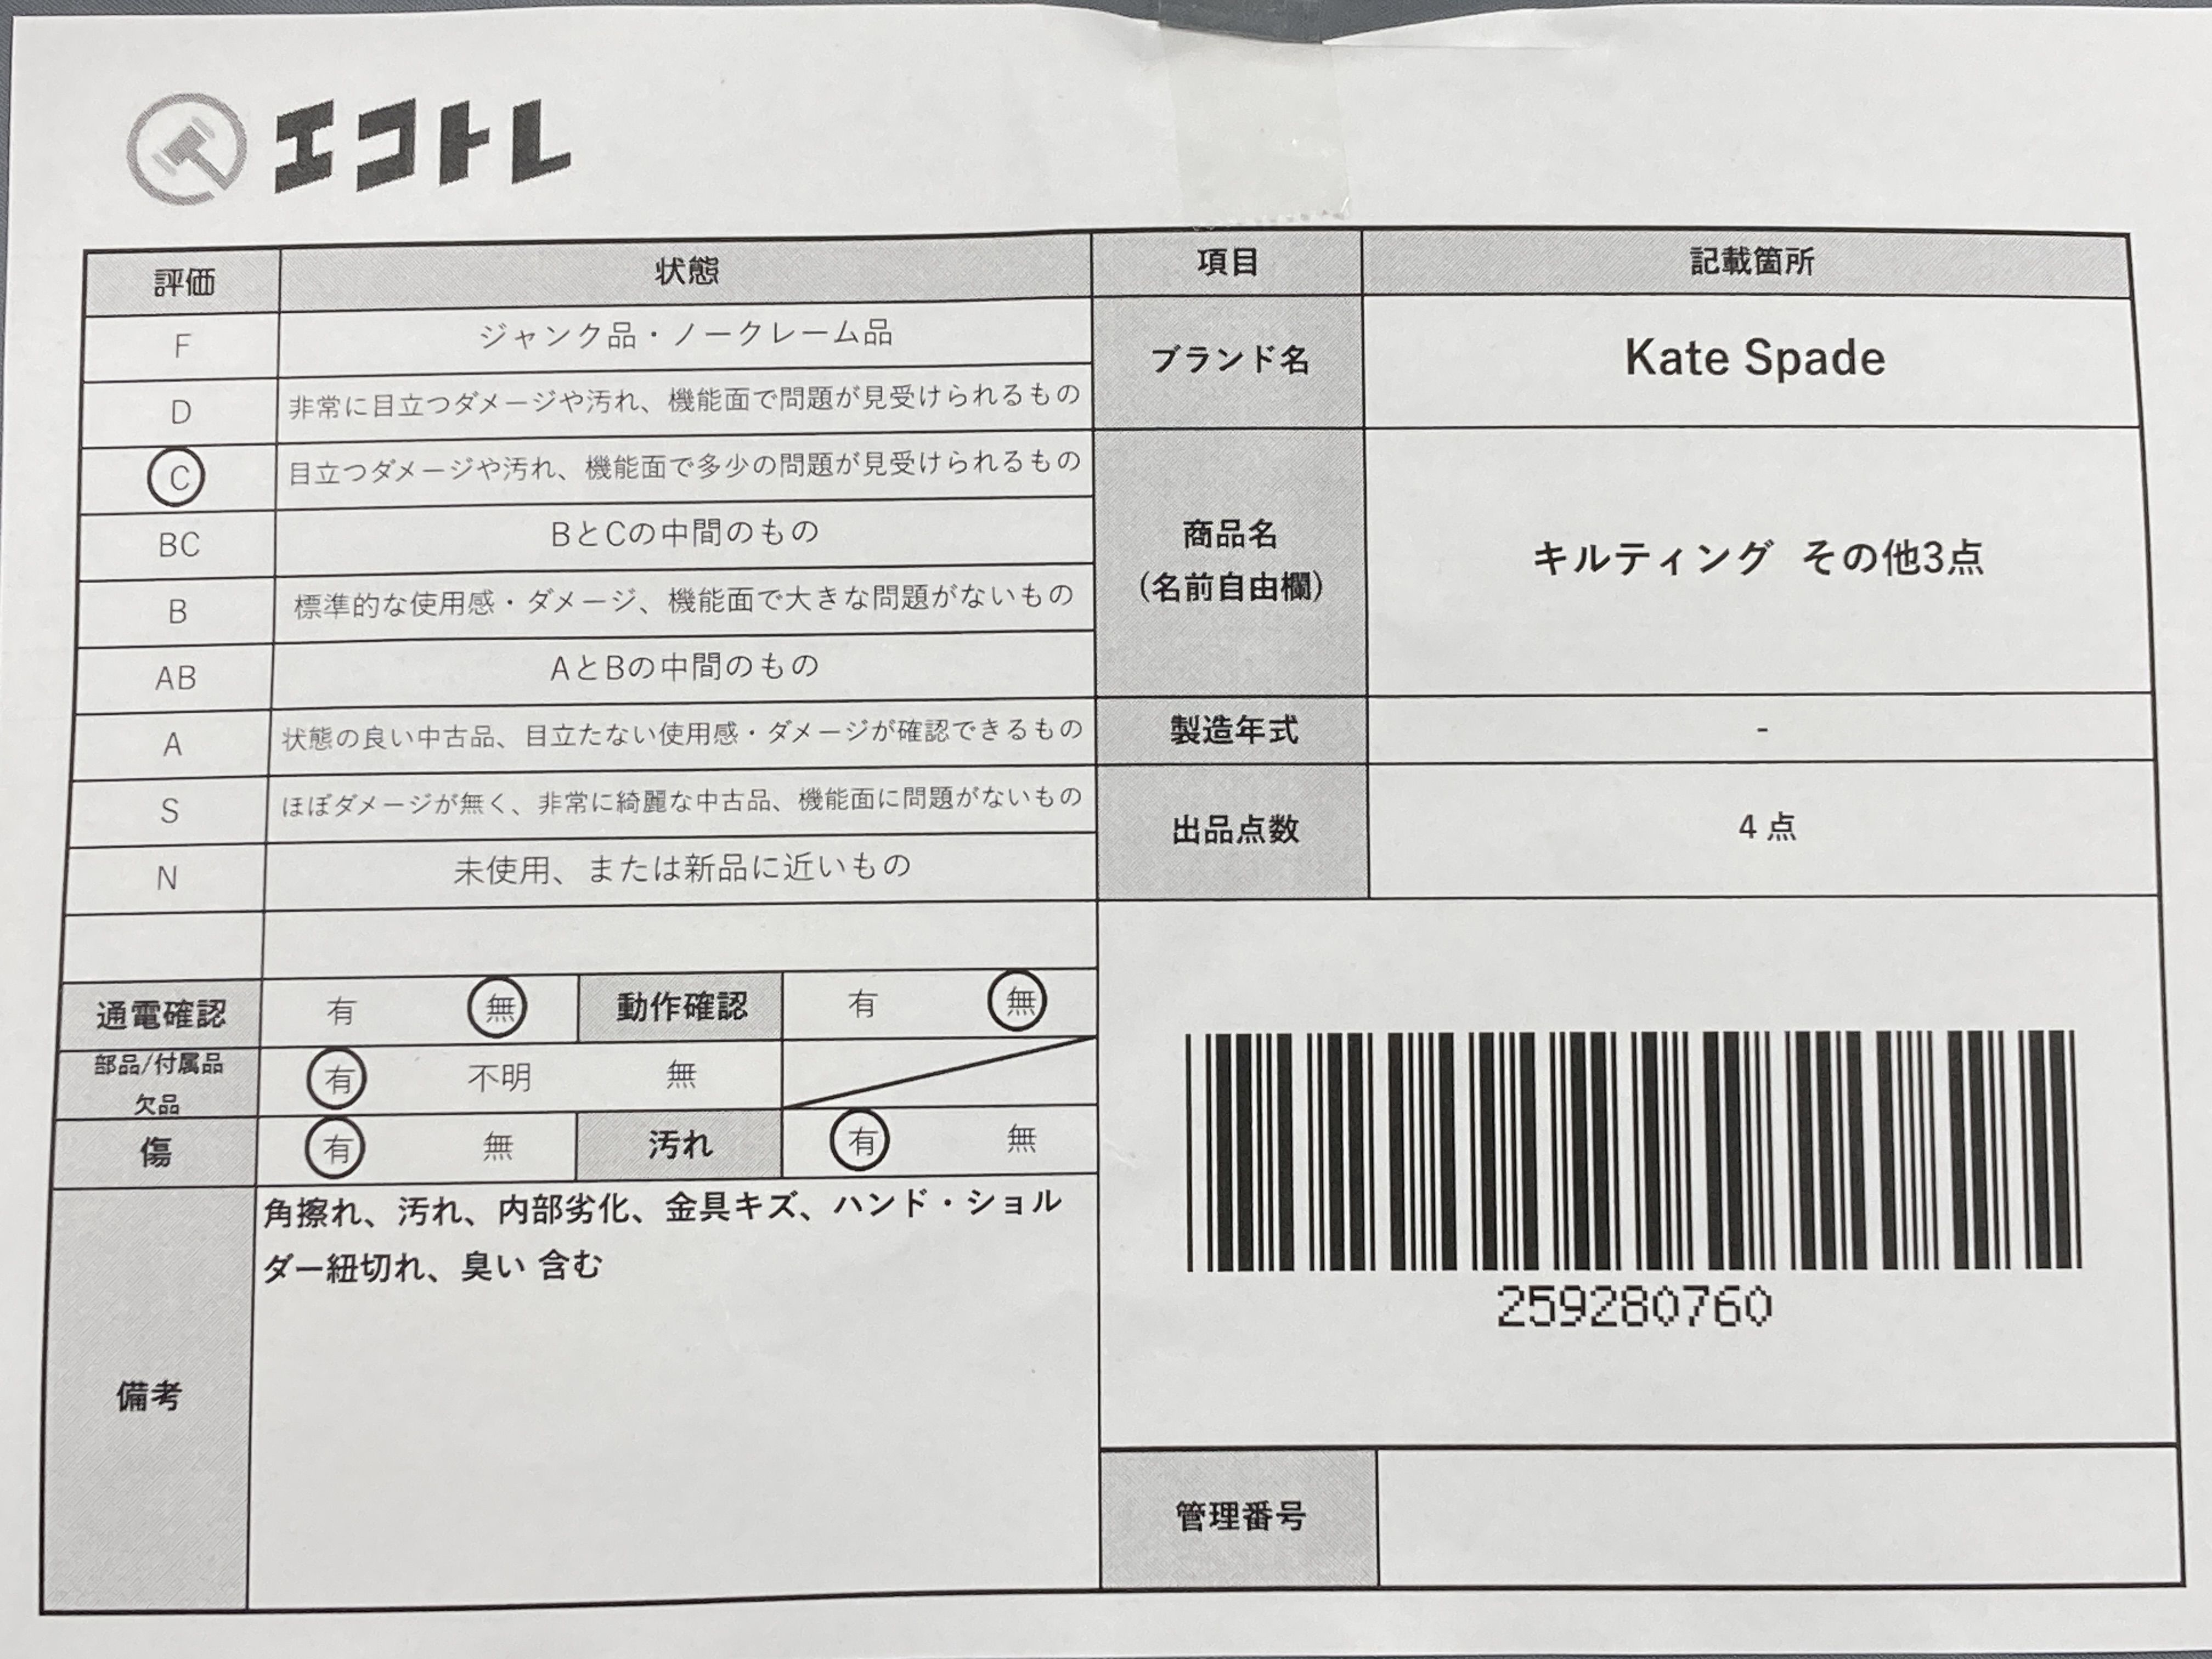 エコトレ
評価 状態 項目 記載箇所
F ジャンク品・ノークレーム品
D 非常に目立つダメージや汚れ、機能面で問題が見受けられるもの
C 目立つダメージや汚れ、機能面で多少の問題が見受けられるもの
BC BとCの中間のもの
B 標準的な使用感・ダメージ、機能面で大きな問題がないもの
AB AとBの中間のもの
A 状態の良い中古品、目立たない使用感・ダメージが確認できるもの
S ほぼダメージが無く、非常に綺麗な中古品、機能面に問題がないもの
N 未使用、または新品に近いもの
ブランド名 Kate Spade
商品名
(名前自由欄)
キルティング その他3点
製造年式 -
出品点数 4 点
通電確認 有 無 動作確認 有 無
部品/付属品
欠品
有 不明 無
傷 有 無 汚れ 有 無
備考
角擦れ、汚れ、内部劣化、金具キズ、ハンド・ショル
ダー紐切れ、臭い 含む
259280760
管理番号